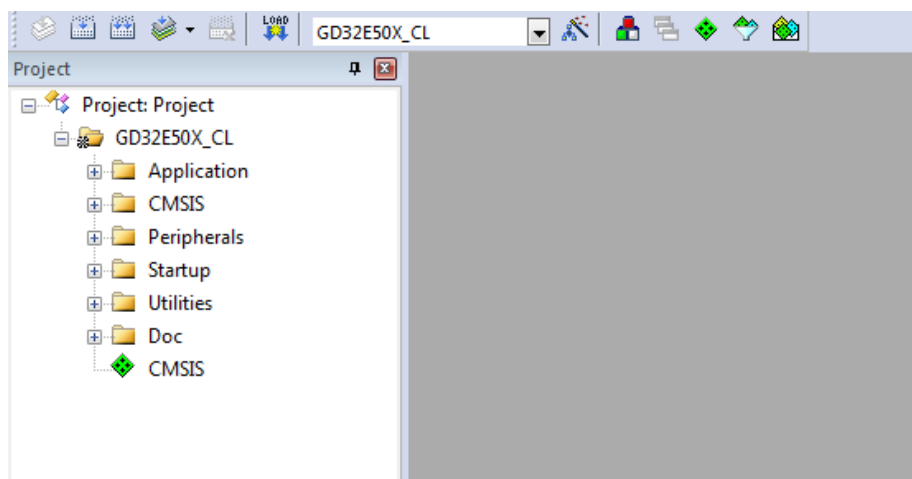 LOAD
GD32E50X_CL
Project
Project: Project
GD32E50X_CL
Application
CMSIS
Peripherals
Startup
Utilities
Doc
CMSIS